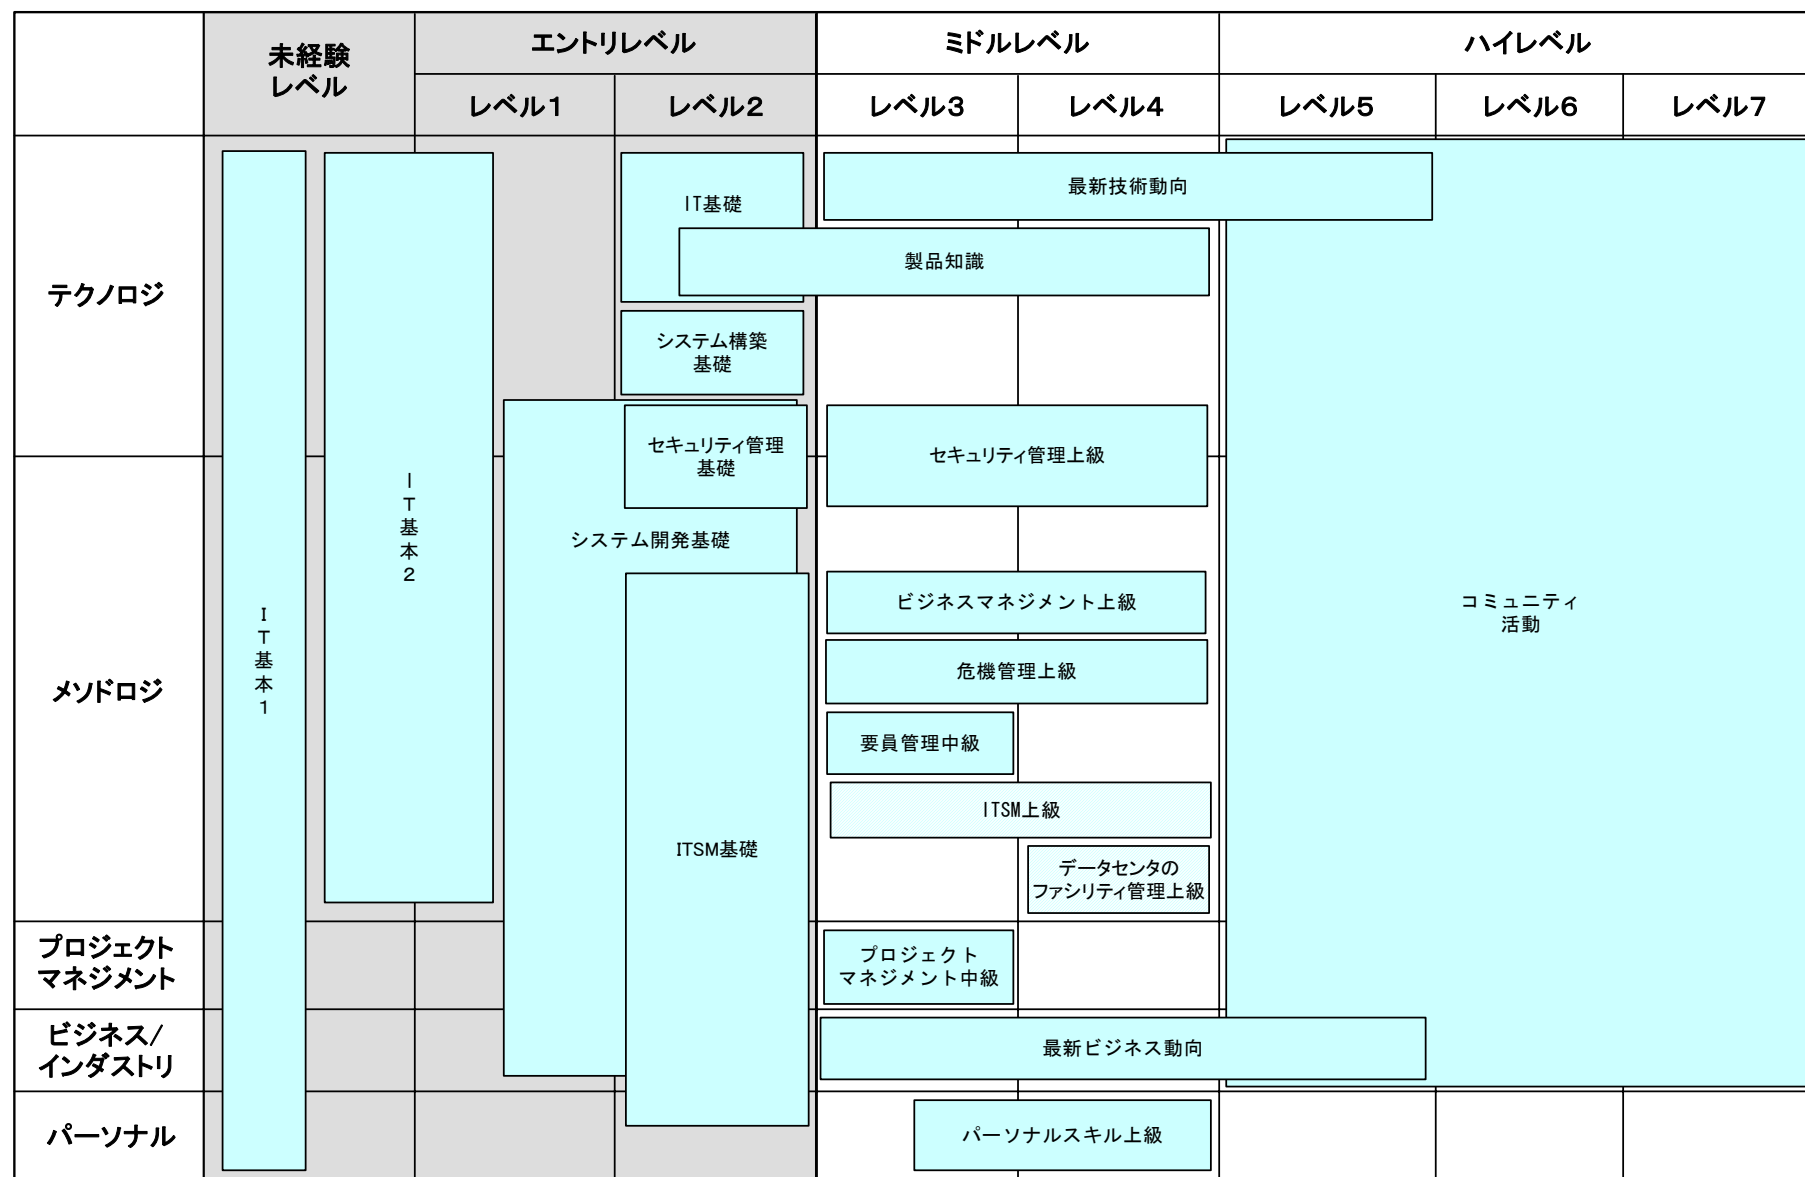 未経験
レベル
エントリレベル
ミドルレベル
ハイレベル
レベル1
レベル2
レベル3
レベル4
レベル5
レベル6
レベル7
テクノロジ
IT基礎
最新技術動向
製品知識
システム構築
基礎
セキュリティ管理
基礎
セキュリティ管理上級
メソドロジ
IT基本1
IT基本2
システム開発基礎
ビジネスマネジメント上級
コミュニティ
活動
危機管理上級
要員管理中級
ITSM上級
ITSM基礎
データセンタの
ファシリティ管理上級
プロジェクト
マネジメント
プロジェクト
マネジメント中級
ビジネス/
インダストリ
最新ビジネス動向
パーソナル
パーソナルスキル上級